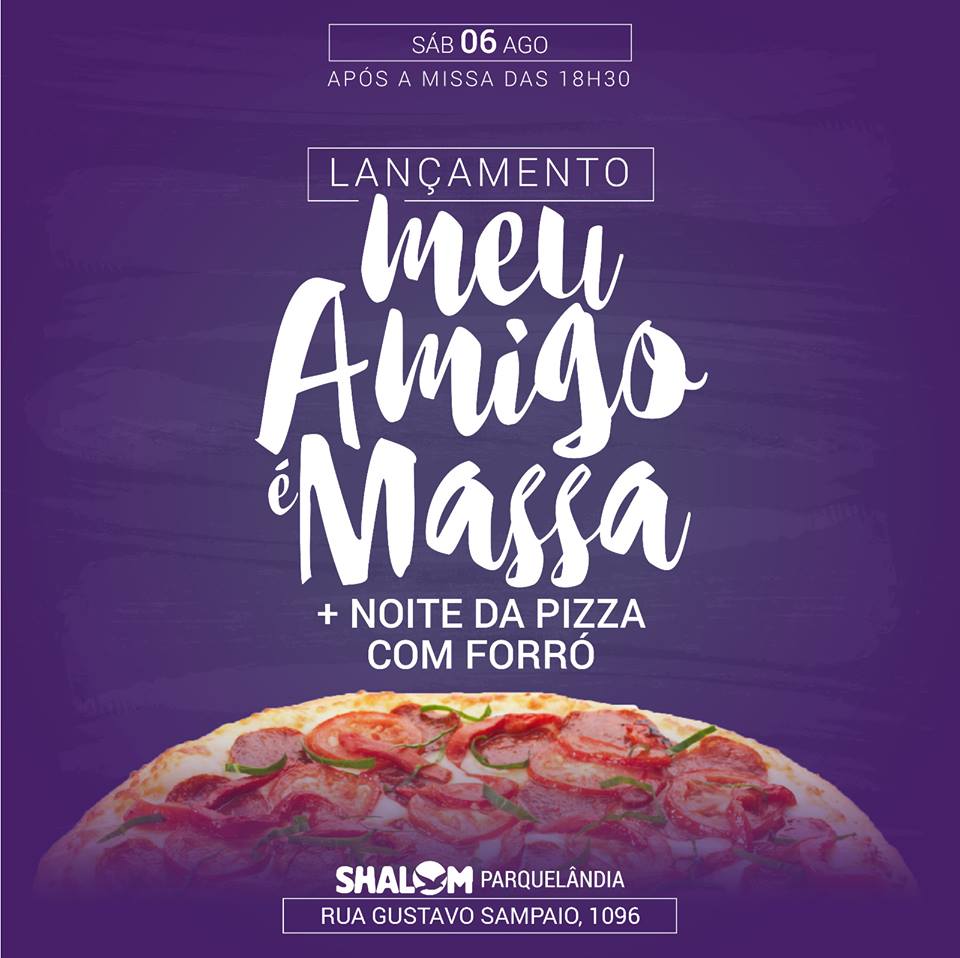 SÁB 06 AGO
APÓS A MISSA DAS 18H30
LANÇAMENTO
meu
Amigo
é Massa
+ NOITE DA PIZZA
COM FORRÓ
SHALOM PARQUELÂNDIA
RUA GUSTAVO SAMPAIO, 1096